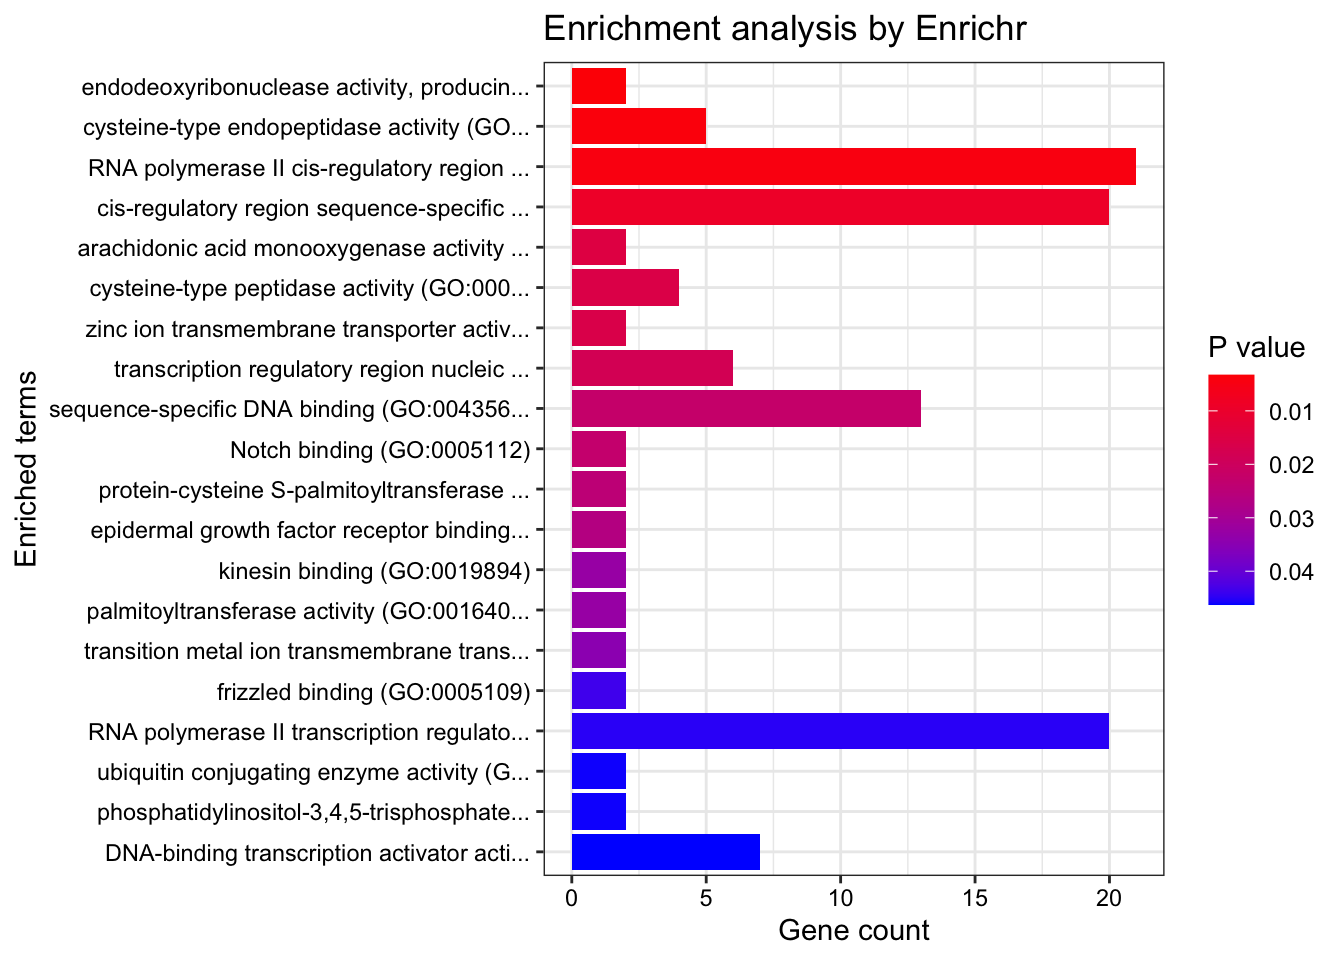 Enrichment analysis by Enrichr
endodeoxyribonuclease activity, producin...
cysteine-type endopeptidase activity (GO...
RNA polymerase II cis-regulatory region ...
cis-regulatory region sequence-specific ...
arachidonic acid monooxygenase activity ...
cysteine-type peptidase activity (GO:000...
zinc ion transmembrane transporter activ...
transcription regulatory region nucleic ...
sequence-specific DNA binding (GO:004356...
Notch binding (GO:0005112)
protein-cysteine S-palmitoyltransferase ...
epidermal growth factor receptor binding...
kinesin binding (GO:0019894)
palmitoyltransferase activity (GO:001640...
transition metal ion transmembrane trans...
frizzled binding (GO:0005109)
RNA polymerase II transcription regulato...
ubiquitin conjugating enzyme activity (G...
phosphatidylinositol-3,4,5-trisphosphate...
DNA-binding transcription activator acti...
Enriched terms
0 5 10 15 20
Gene count
P value
0.01
0.02
0.03
0.04